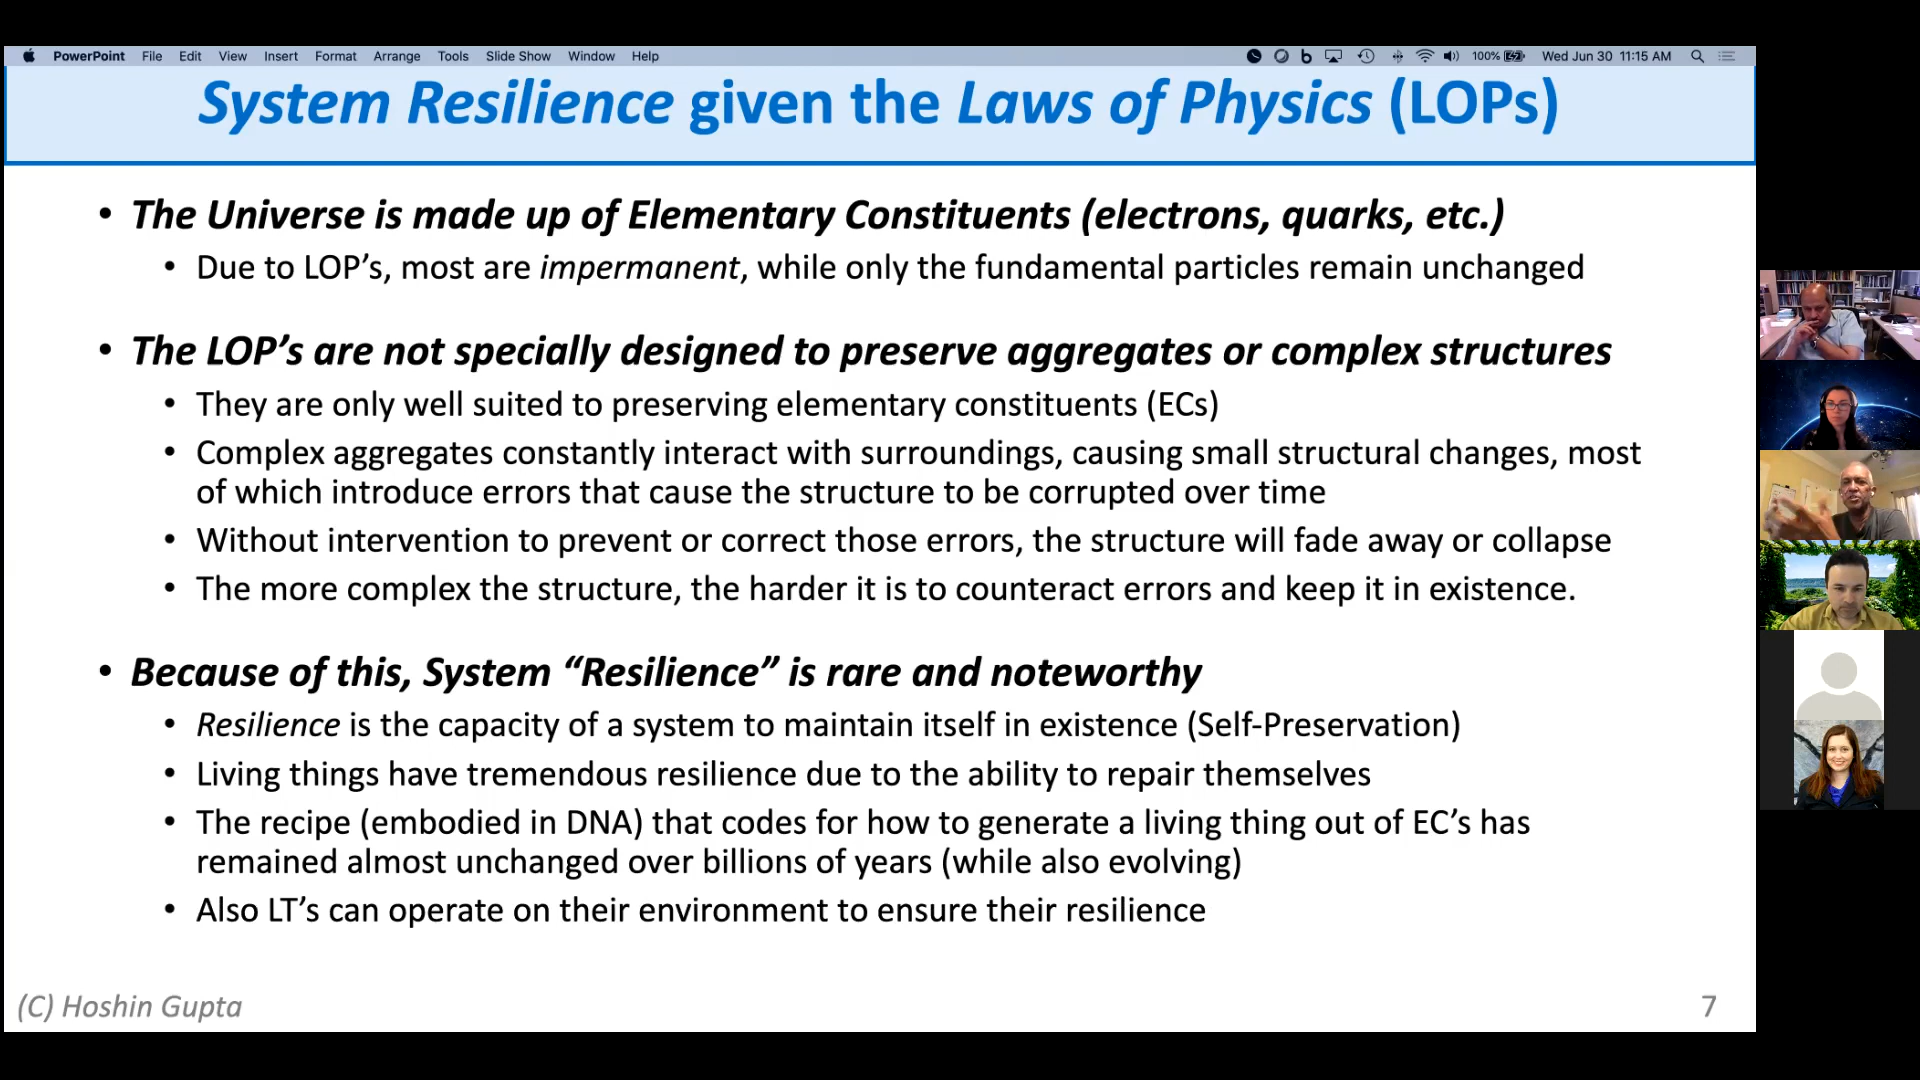 PowerPoint File Edit View Insert Format Arrange Tools Slide Show Window Help 100% Wed Jun 30 11:15 AM
System Resilience given the Laws of Physics (LOPs)
• The Universe is made up of Elementary Constituents (electrons, quarks, etc.)
• Due to LOP’s, most are impermanent, while only the fundamental particles remain unchanged
• The LOP’s are not specially designed to preserve aggregates or complex structures
• They are only well suited to preserving elementary constituents (ECs)
• Complex aggregates constantly interact with surroundings, causing small structural changes, most
of which introduce errors that cause the structure to be corrupted over time
• Without intervention to prevent or correct those errors, the structure will fade away or collapse
• The more complex the structure, the harder it is to counteract errors and keep it in existence.
• Because of this, System “Resilience” is rare and noteworthy
• Resilience is the capacity of a system to maintain itself in existence (Self-Preservation)
• Living things have tremendous resilience due to the ability to repair themselves
• The recipe (embodied in DNA) that codes for how to generate a living thing out of EC’s has
remained almost unchanged over billions of years (while also evolving)
• Also LT’s can operate on their environment to ensure their resilience
(C) Hoshin Gupta
7